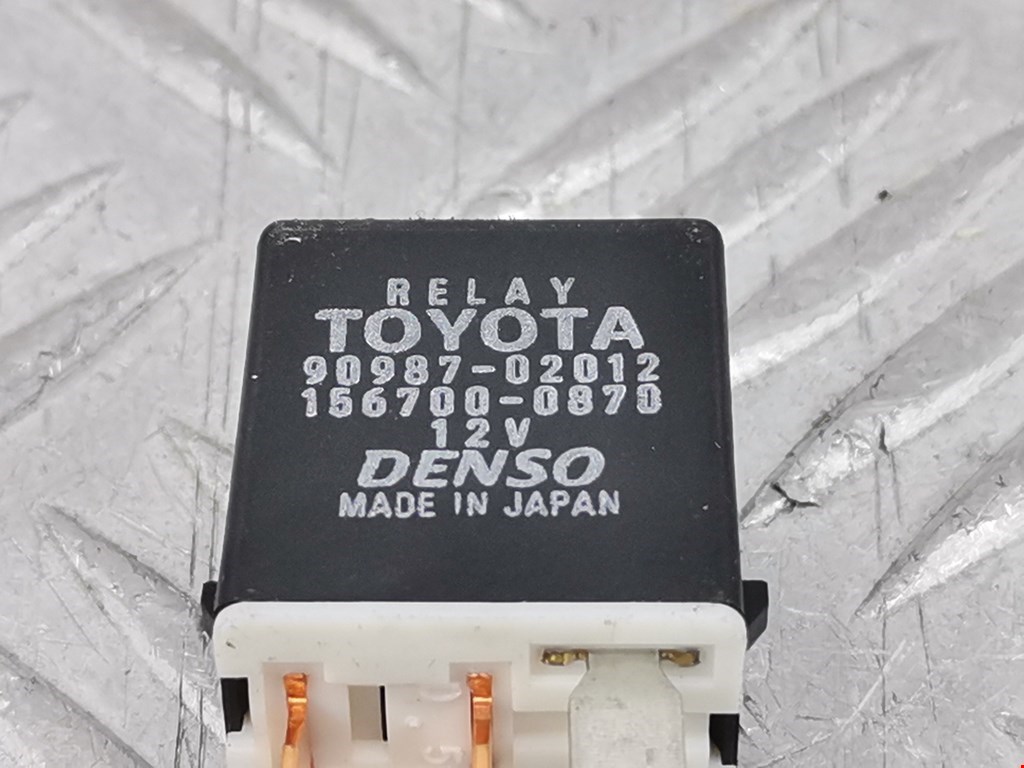 RELAY
TOYOTA
90987-02012
156700-0870
12V
DENSO
MADE IN JAPAN